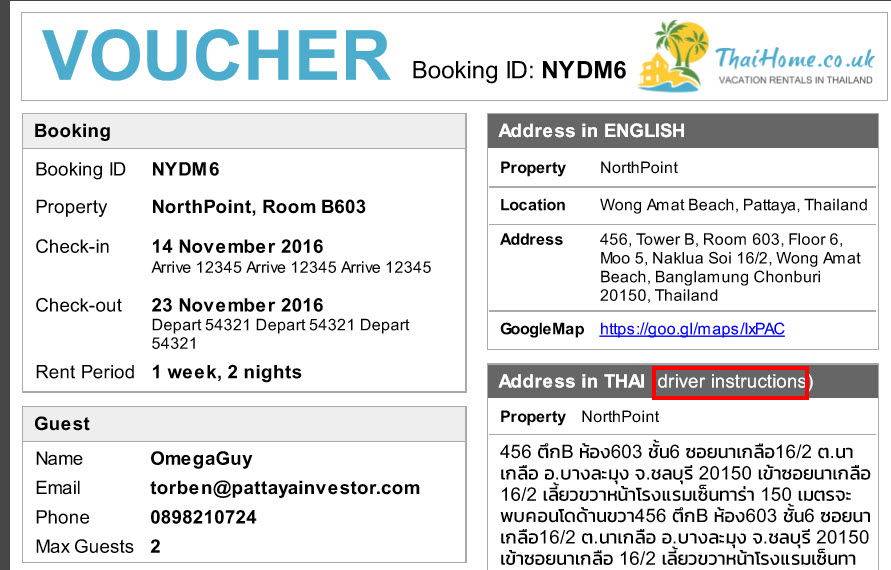 VOUCHER
Booking ID: NYDM6
ThaiHome.co.uk
VACATION RENTALS IN THAILAND
Booking
Booking ID NYDM6
Property NorthPoint, Room B603
Check-in 14 November 2016
Arrive 12345 Arrive 12345 Arrive 12345
Check-out 23 November 2016
Depart 54321 Depart 54321 Depart
54321
Rent Period 1 week, 2 nights
Guest
Name OmegaGuy
Email torben@pattayainvestor.com
Phone 0898210724
Max Guests 2
Address in ENGLISH
Property NorthPoint
Location Wong Amat Beach, Pattaya, Thailand
Address 456, Tower B, Room 603, Floor 6,
Moo 5, Naklua Soi 16/2, Wong Amat
Beach, Banglamung Chonburi
20150, Thailand
GoogleMap https://goo.gl/maps/IxPAC
Address in THAI driver instructions)
Property NorthPoint
456 ตึกB ห้อง603 ชั้น6 ซอยนาเกลือ16/2 ต.นา
เกลือ อ.บางละมุง จ.ชลบุรี 20150 เข้าซอยนาเกลือ
16/2 เลี้ยวขวาหน้าโรงแรมเซ็นทาร่า 150 เมตรจะ
พบคอนโดด้านขวา456 ตึกB ห้อง603 ชั้น6 ซอยนา
เกลือ16/2 ต.นาเกลือ อ.บางละมุง จ.ชลบุรี 20150
เข้าซอยนาเกลือ 16/2 เลี้ยวขวาหน้าโรงแรมเซ็นทา